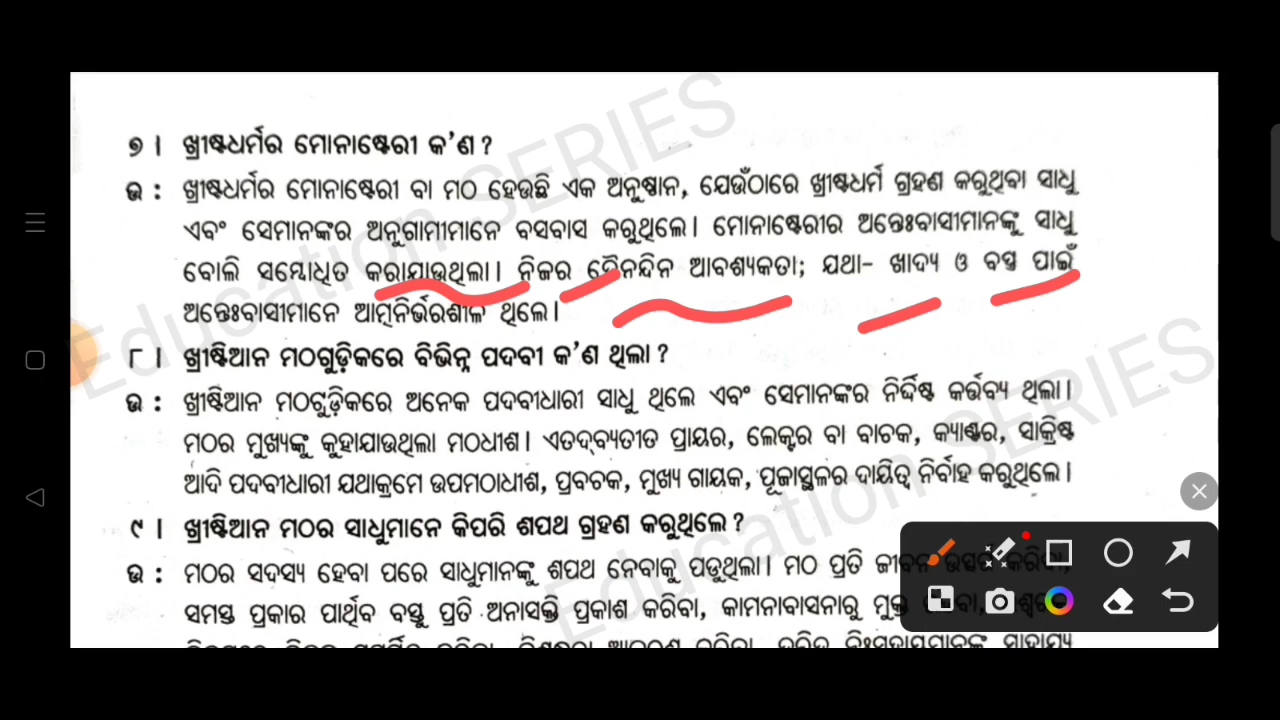 ୭ । ଖ୍ରୀଷ୍ଟଧର୍ମର ମୋନାଷ୍ଟେରୀ କ'ଣ ?
ଉ : ଖ୍ରୀଷ୍ଟଧର୍ମର ମୋନାଷ୍ଟେରୀ ବା ମଠ ହେଉଛି ଏକ ଅନୁଷ୍ଠାନ, ଯେଉଁଠାରେ ଖ୍ରୀଷ୍ଟଧର୍ମ ଗ୍ରହଣ କରୁଥିବା ସାଧୁ
ଏବଂ ସେମାନଙ୍କର ଅନୁଗାମୀମାନେ ବସବାସ କରୁଥିଲେ। ମୋନାଷ୍ଟେରୀର ଅନ୍ତେଃବାସୀମାନଙ୍କୁ ସାଧୁ
ବୋଲି ସମ୍ବୋଧିତ କରାଯାଉଥିଲା। ନିଜର ଦୈନନ୍ଦିନ ଆବଶ୍ୟକତା; ଯଥା- ଖାଦ୍ୟ ଓ ବସ୍ତ୍ର ପାଇଁ
ଅନ୍ତେଃବାସୀମାନେ ଆତ୍ମନିର୍ଭରଶୀଳ ଥିଲେ।
୮ । ଖ୍ରୀଷ୍ଟିଆନ ମଠଗୁଡ଼ିକରେ ବିଭିନ୍ନ ପଦବୀ କ'ଣ ଥିଲା ?
ଉ : ଖ୍ରୀଷ୍ଟିଆନ ମଠଟୁଡ଼ିକରେ ଅନେକ ପଦବୀଧାରୀ ସାଧୁ ଥିଲେ ଏବଂ ସେମାନଙ୍କର ନିର୍ଦ୍ଦିଷ୍ଟ କର୍ତ୍ତବ୍ୟ ଥିଲା।
ମଠର ମୁଖ୍ୟଙ୍କୁ କୁହାଯାଉଥିଲା ମଠଧୀଶ। ଏତଦ୍‌ବ୍ୟତୀତ ପ୍ରାୟର, ଲେକ୍ଟର ବା ବାଚକ, କ୍ୟାଣ୍ଟର, ସାକ୍ରିଷ୍ଟ
ଆଦି ପଦବୀଧାରୀ ଯଥାକ୍ରମେ ଉପମଠାଧୀଶ, ପ୍ରବଚକ, ମୁଖ୍ୟ ଗାୟକ, ପୂଜାସ୍ଥଳର ଦାୟିତ୍ୱ ନିର୍ବାହ କରୁଥିଲେ।
୯ । ଖ୍ରୀଷ୍ଟିଆନ ମଠର ସାଧୁମାନେ କିପରି ଶପଥ ଗ୍ରହଣ କରୁଥିଲେ ?
ଉ : ମଠର ସଦସ୍ୟ ହେବା ପରେ ସାଧୁମାନଙ୍କୁ ଶପଥ ନେବାକୁ ପଡୁଥିଲା। ମଠ ପ୍ରତି ଜୀବନ
ସମସ୍ତ ପ୍ରକାର ପାର୍ଥିବ ବସ୍ତୁ ପ୍ରତି ଅନାସକ୍ତି ପ୍ରକାଶ କରିବା, କାମନାବାସନାରୁ ମୁକ୍ତ
Education SERIES
Education SERIES